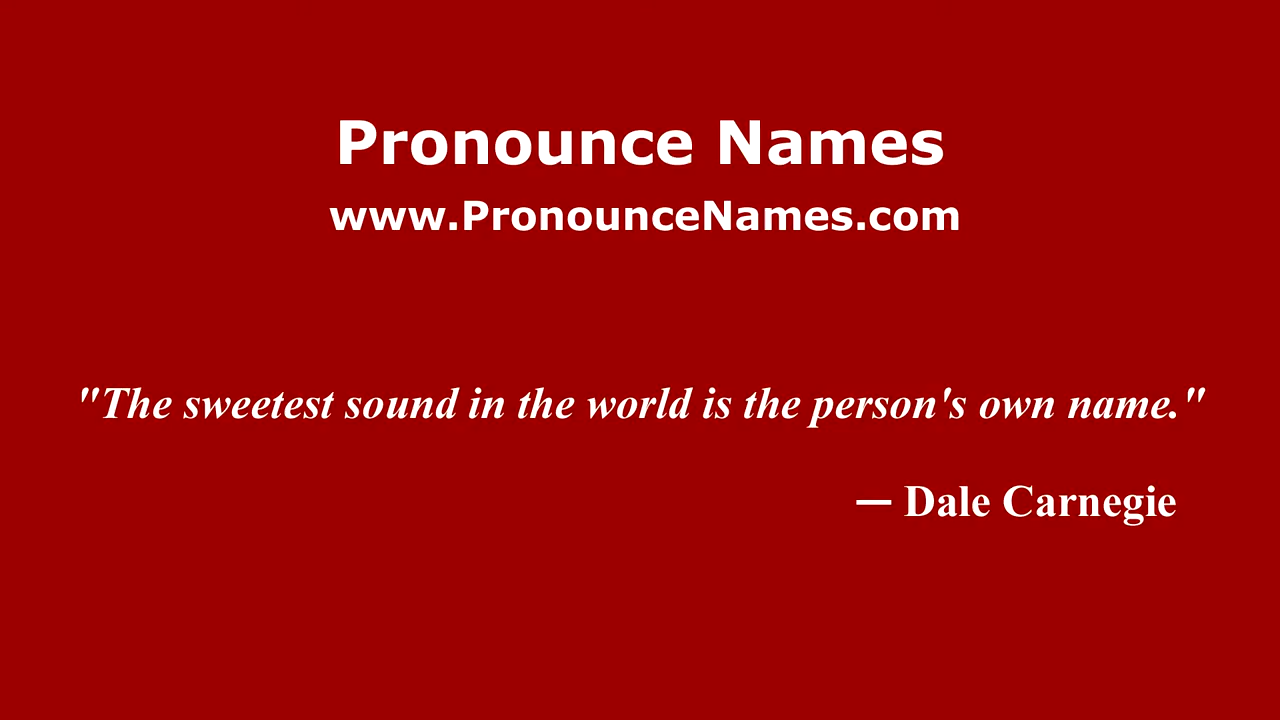 Pronounce Names
www.PronounceNames.com
"The sweetest sound in the world is the person's own name."
— Dale Carnegie